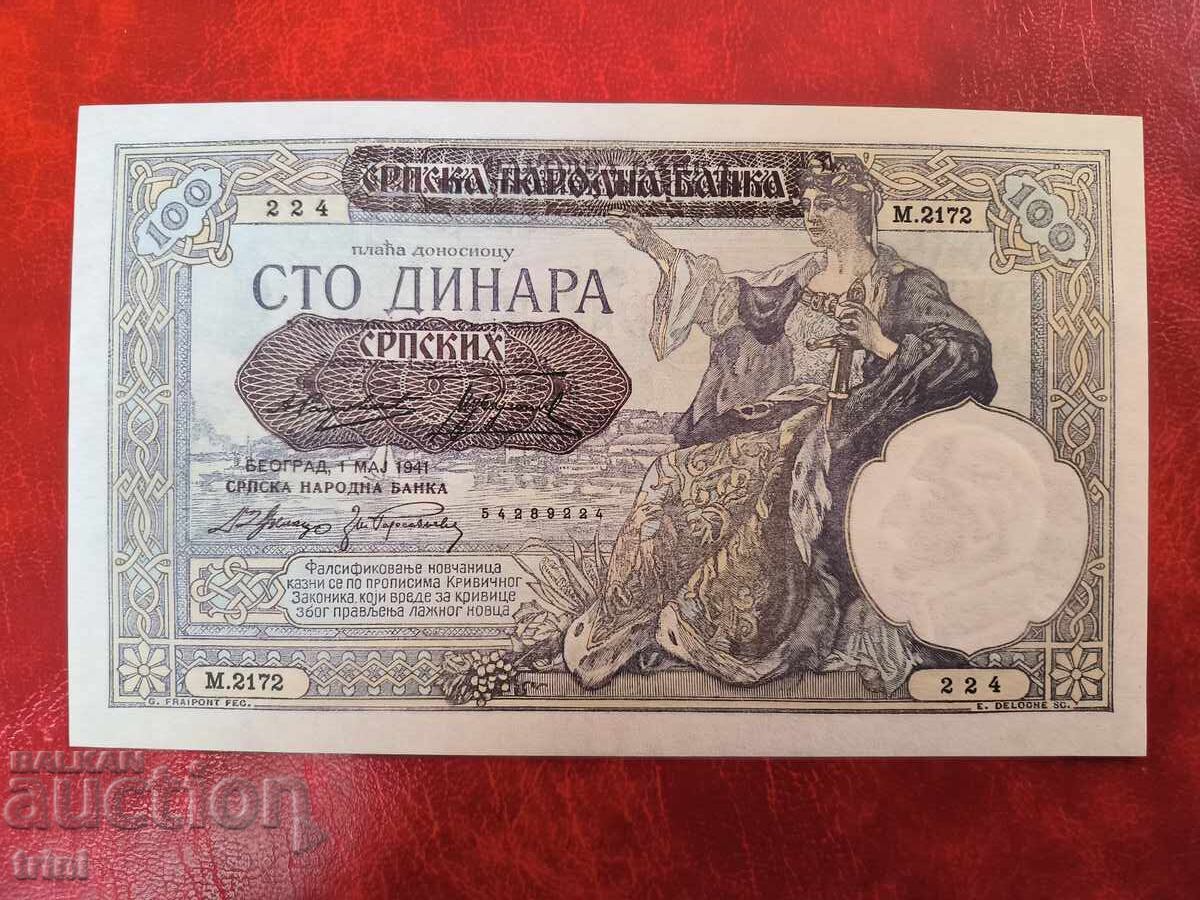 100
100
СРПСКА НАРОДНА БАНКА
224
М.2172
плаћа доносиоцу
СТО ДИНАРА
СРПСКИХ
БЕОГРАД, 1 МАЈ 1941
СРПСКА НАРОДНА БАНКА
54289224
Фалсификовање новчаница
казни се по прописима Кривичног
Законика, који вреде за кривице
због прављења лажног новца
М.2172
224
G. FRAIPONT FEC.
E. DELOCHE SC.
BALKAN
auction
trini